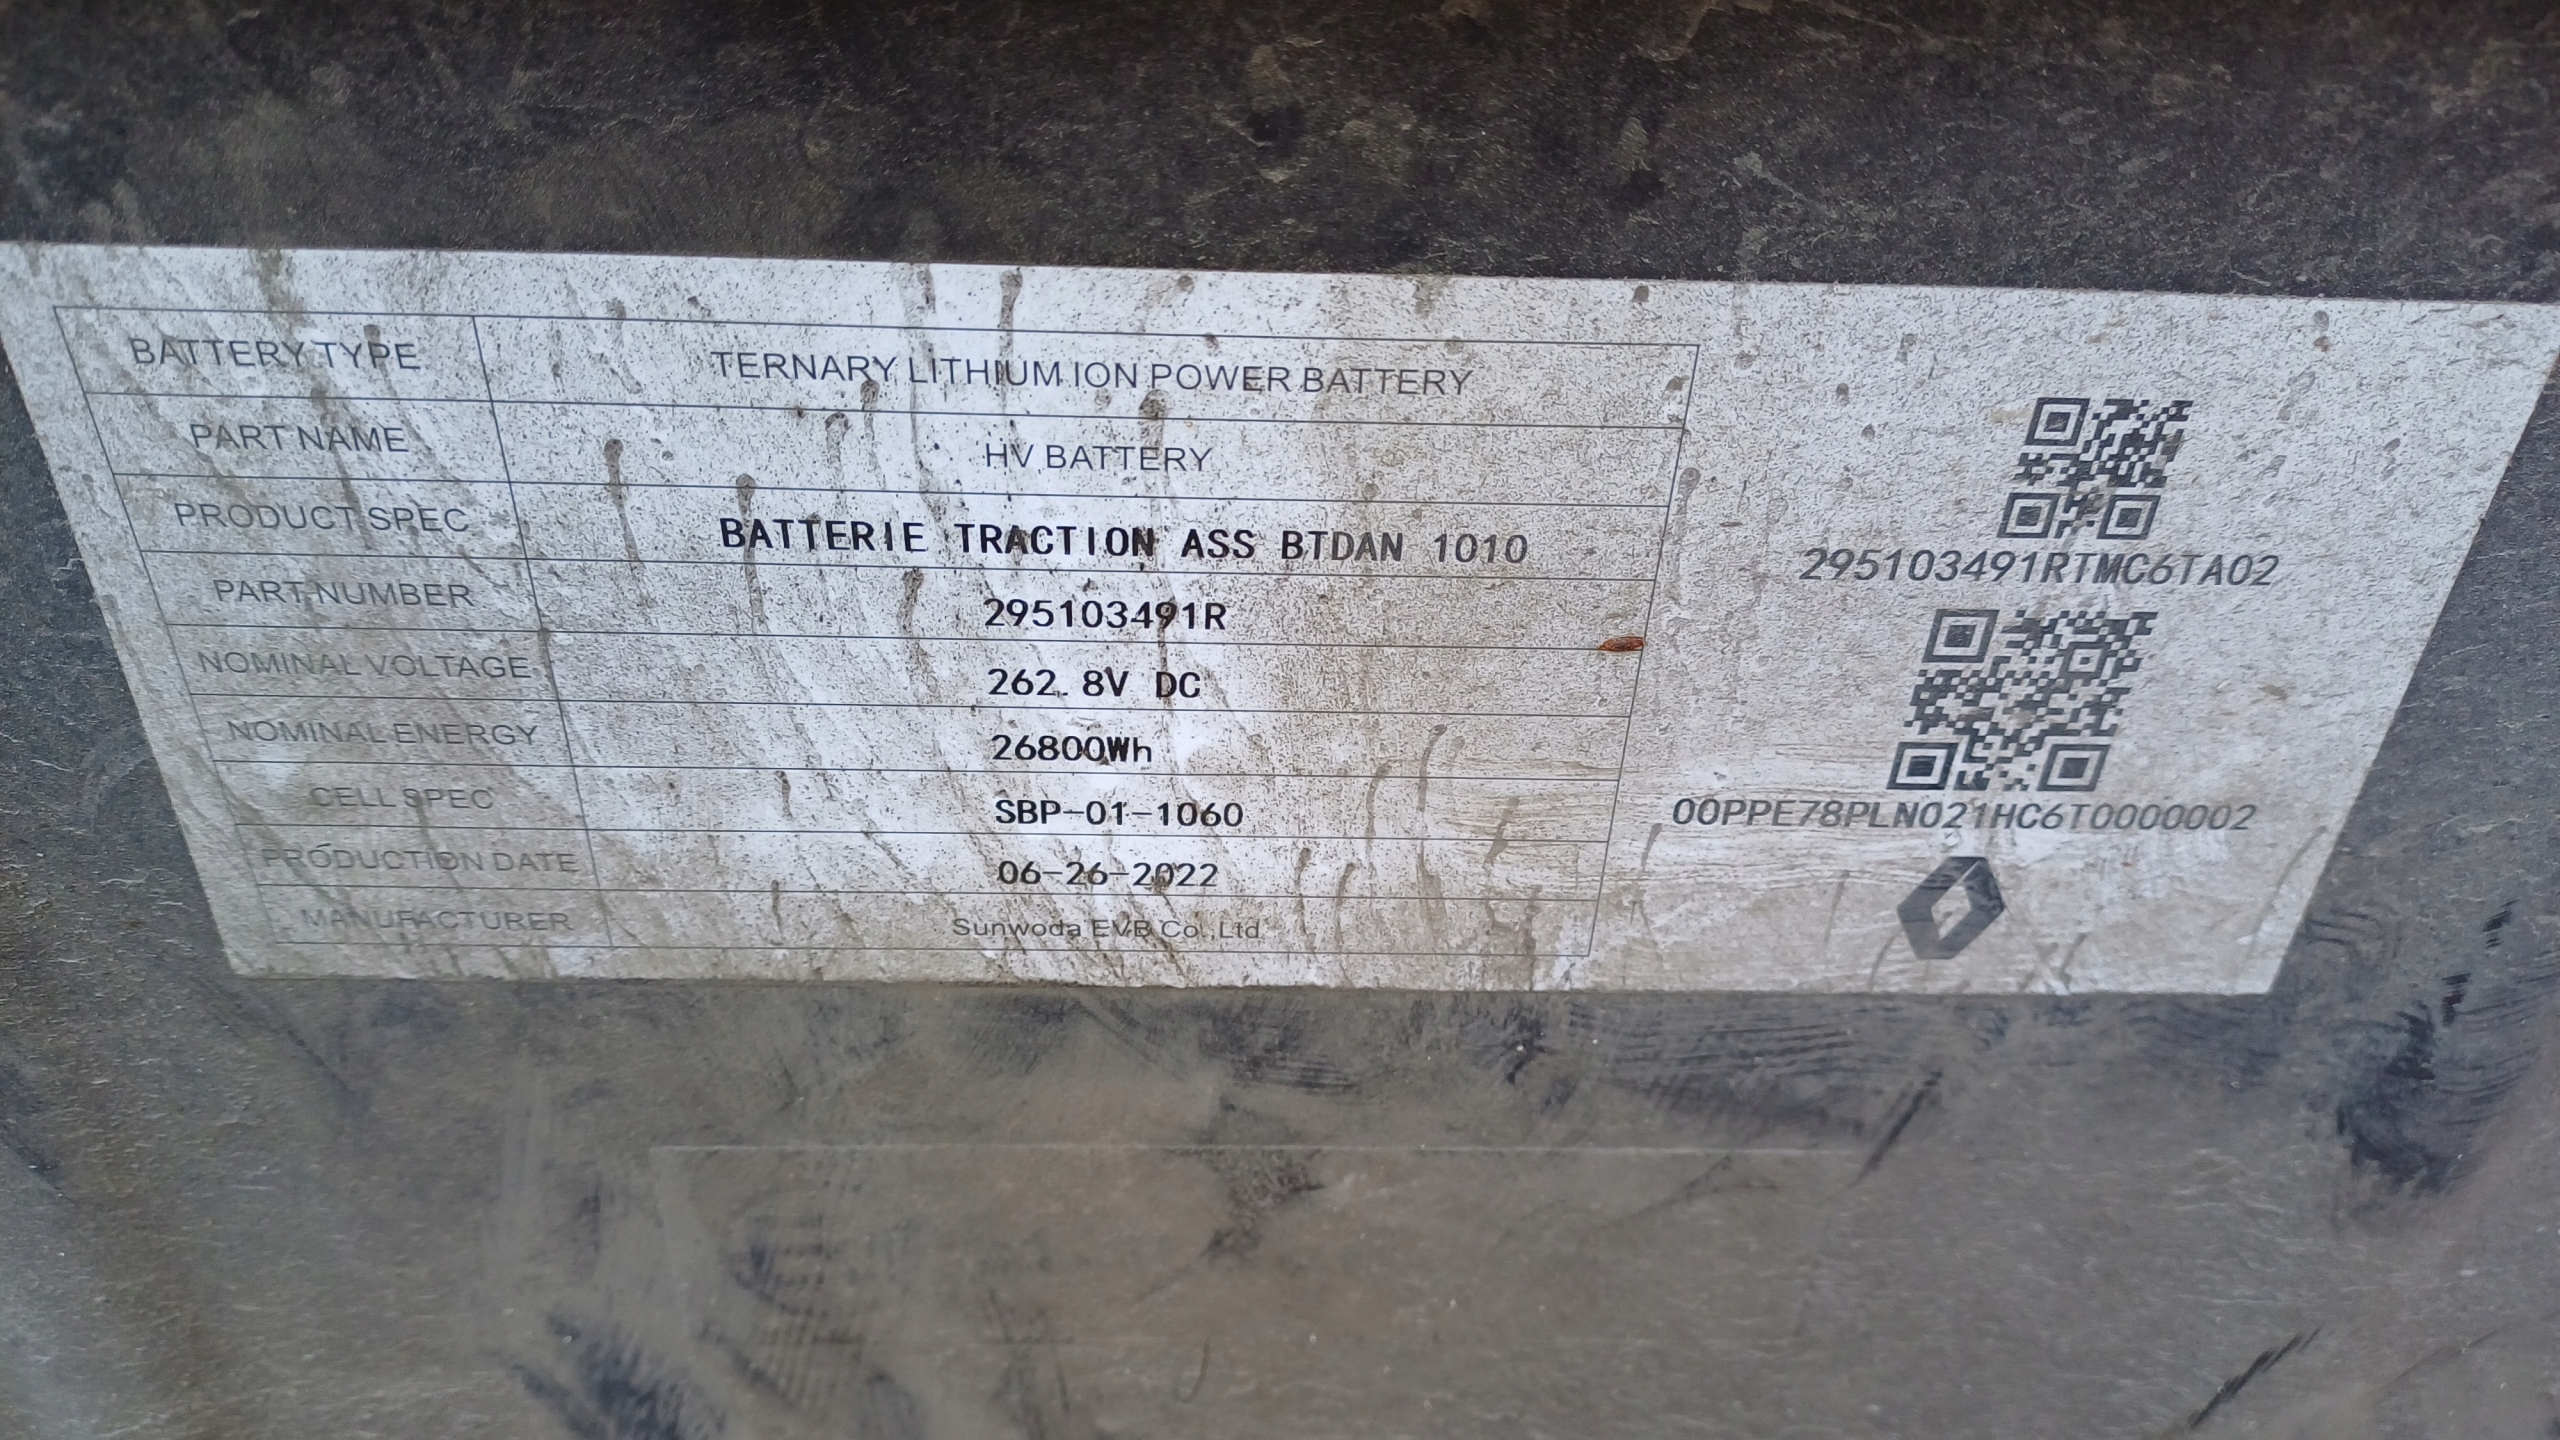 BATTERY TYPE TERNARY LITHIUM ION POWER BATTERY
PART NAME HV BATTERY
PRODUCT SPEC BATTERIE TRACTION ASS BTDAN 1010
PART NUMBER 295103491R
NOMINAL VOLTAGE 262.8V DC
NOMINAL ENERGY 26800Wh
CELL SPEC SBP-01-1060
PRODUCTION DATE 06-26-2022
MANUFACTURER Sunwoda EVB Co.,Ltd.
295103491RTMC6TA02
00PPE78PLN021HC6T0000002